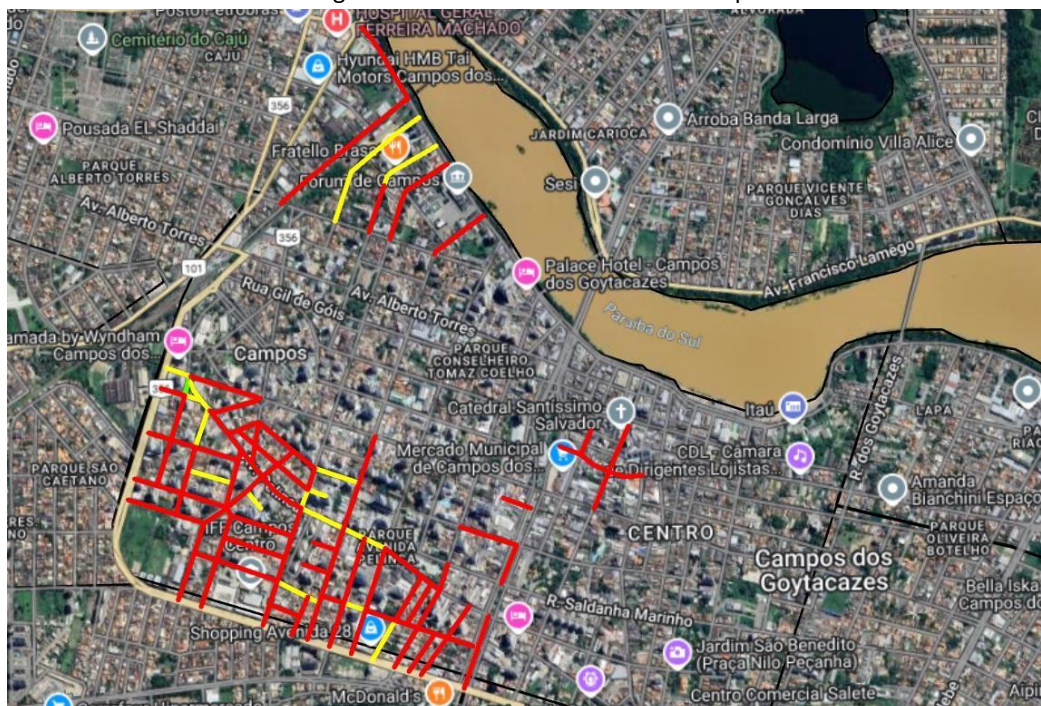 Posto Petrobras
HOSPITAL GERAL
FERREIRA MACHADO
ALVORADA
Cemitério do Cajú
CAJÚ
Hyundai HMB Tai
Motors Campos dos...
356
Arroba Banda Larga
Pousada EL Shaddai
JARDIM CARIOCA
Condomínio Villa Alice
Fratello Brasa
PARQUE
ALBERTO TORRES
Fórum de Campos
Sesi
PARQUE VICENTE
GONÇALVES
DIAS
Av. Alberto Torres
356
101
Palace Hotel - Campos
dos Goytacazes
Av. Francisco Lamego
Rua Gil de Góis
Av. Alberto Torres
Paraíba do Sul
amada by Wyndham
Campos dos...
Campos
PARQUE
CONSELHEIRO
TOMAZ COELHO
R. dos Goytacazes
Itaú
LAPA
Catedral Santíssimo
Salvador
Mercado Municipal
de Campos dos...
CDL - Câmara
e Dirigentes Lojistas...
PARQUE SÃO
CAETANO
Amanda
Bianchini Espaço
IFF Campos
Centro
PARQUE
AVENIDA
PELINCA
CENTRO
PARQUE
OLIVEIRA
BOTELHO
Campos dos
Goytacazes
Bella Iska
Campos do
R. Saldanha Marinho
Shopping Avenida 28
Jardim São Benedito
(Praça Nilo Peçanha)
McDonald's
Centro Comercial Salete